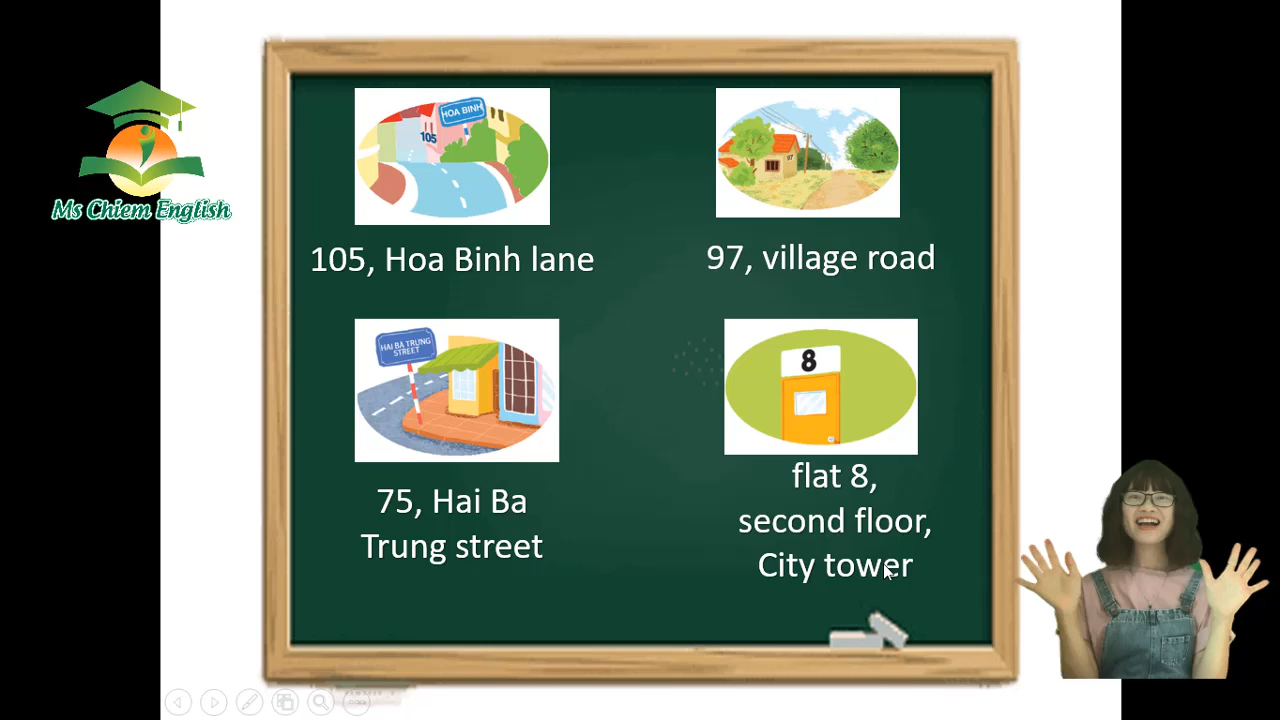 Ms Chiem English
HOA BINH
105
105, Hoa Binh lane
97
97, village road
HAI BA TRUNG
STREET
75, Hai Ba
Trung street
8
flat 8,
second floor,
City tower